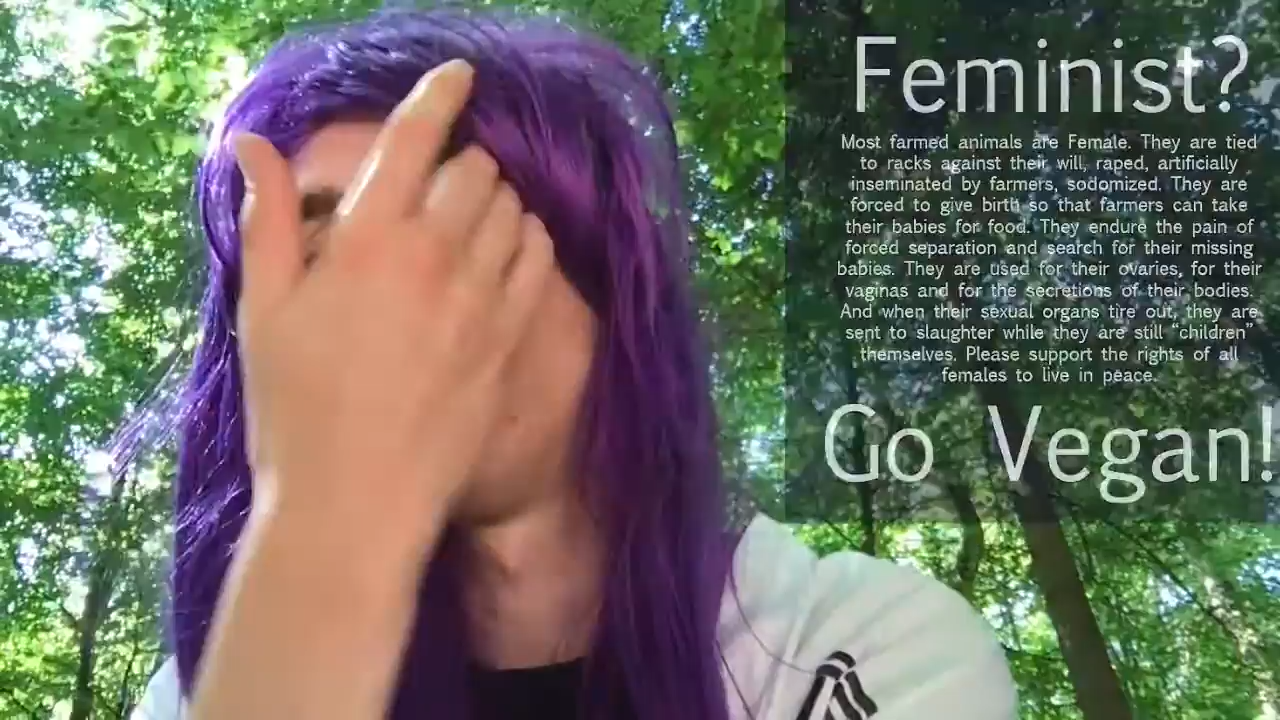 Feminist?
Most farmed animals are Female. They are tied
to racks against their will, raped, artificially
inseminated by farmers, sodomized. They are
forced to give birth so that farmers can take
their babies for food. They endure the pain of
forced separation and search for their missing
babies. They are used for their ovaries, for their
vaginas and for the secretions of their bodies.
And when their sexual organs tire out, they are
sent to slaughter while they are still “children”
themselves. Please support the rights of all
females to live in peace.
Go Vegan!